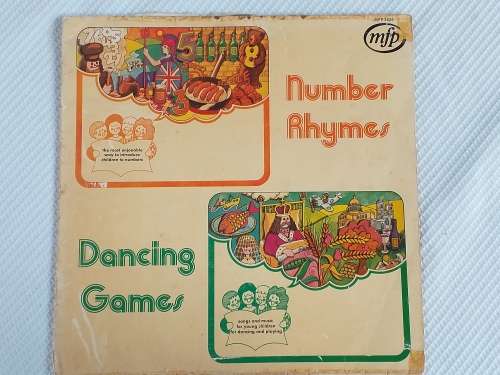 mfp
Number
Rhymes
the most enjoyable
way to introduce
children to numbers
Dancing
Games
songs and music
for young children
for dancing and playing